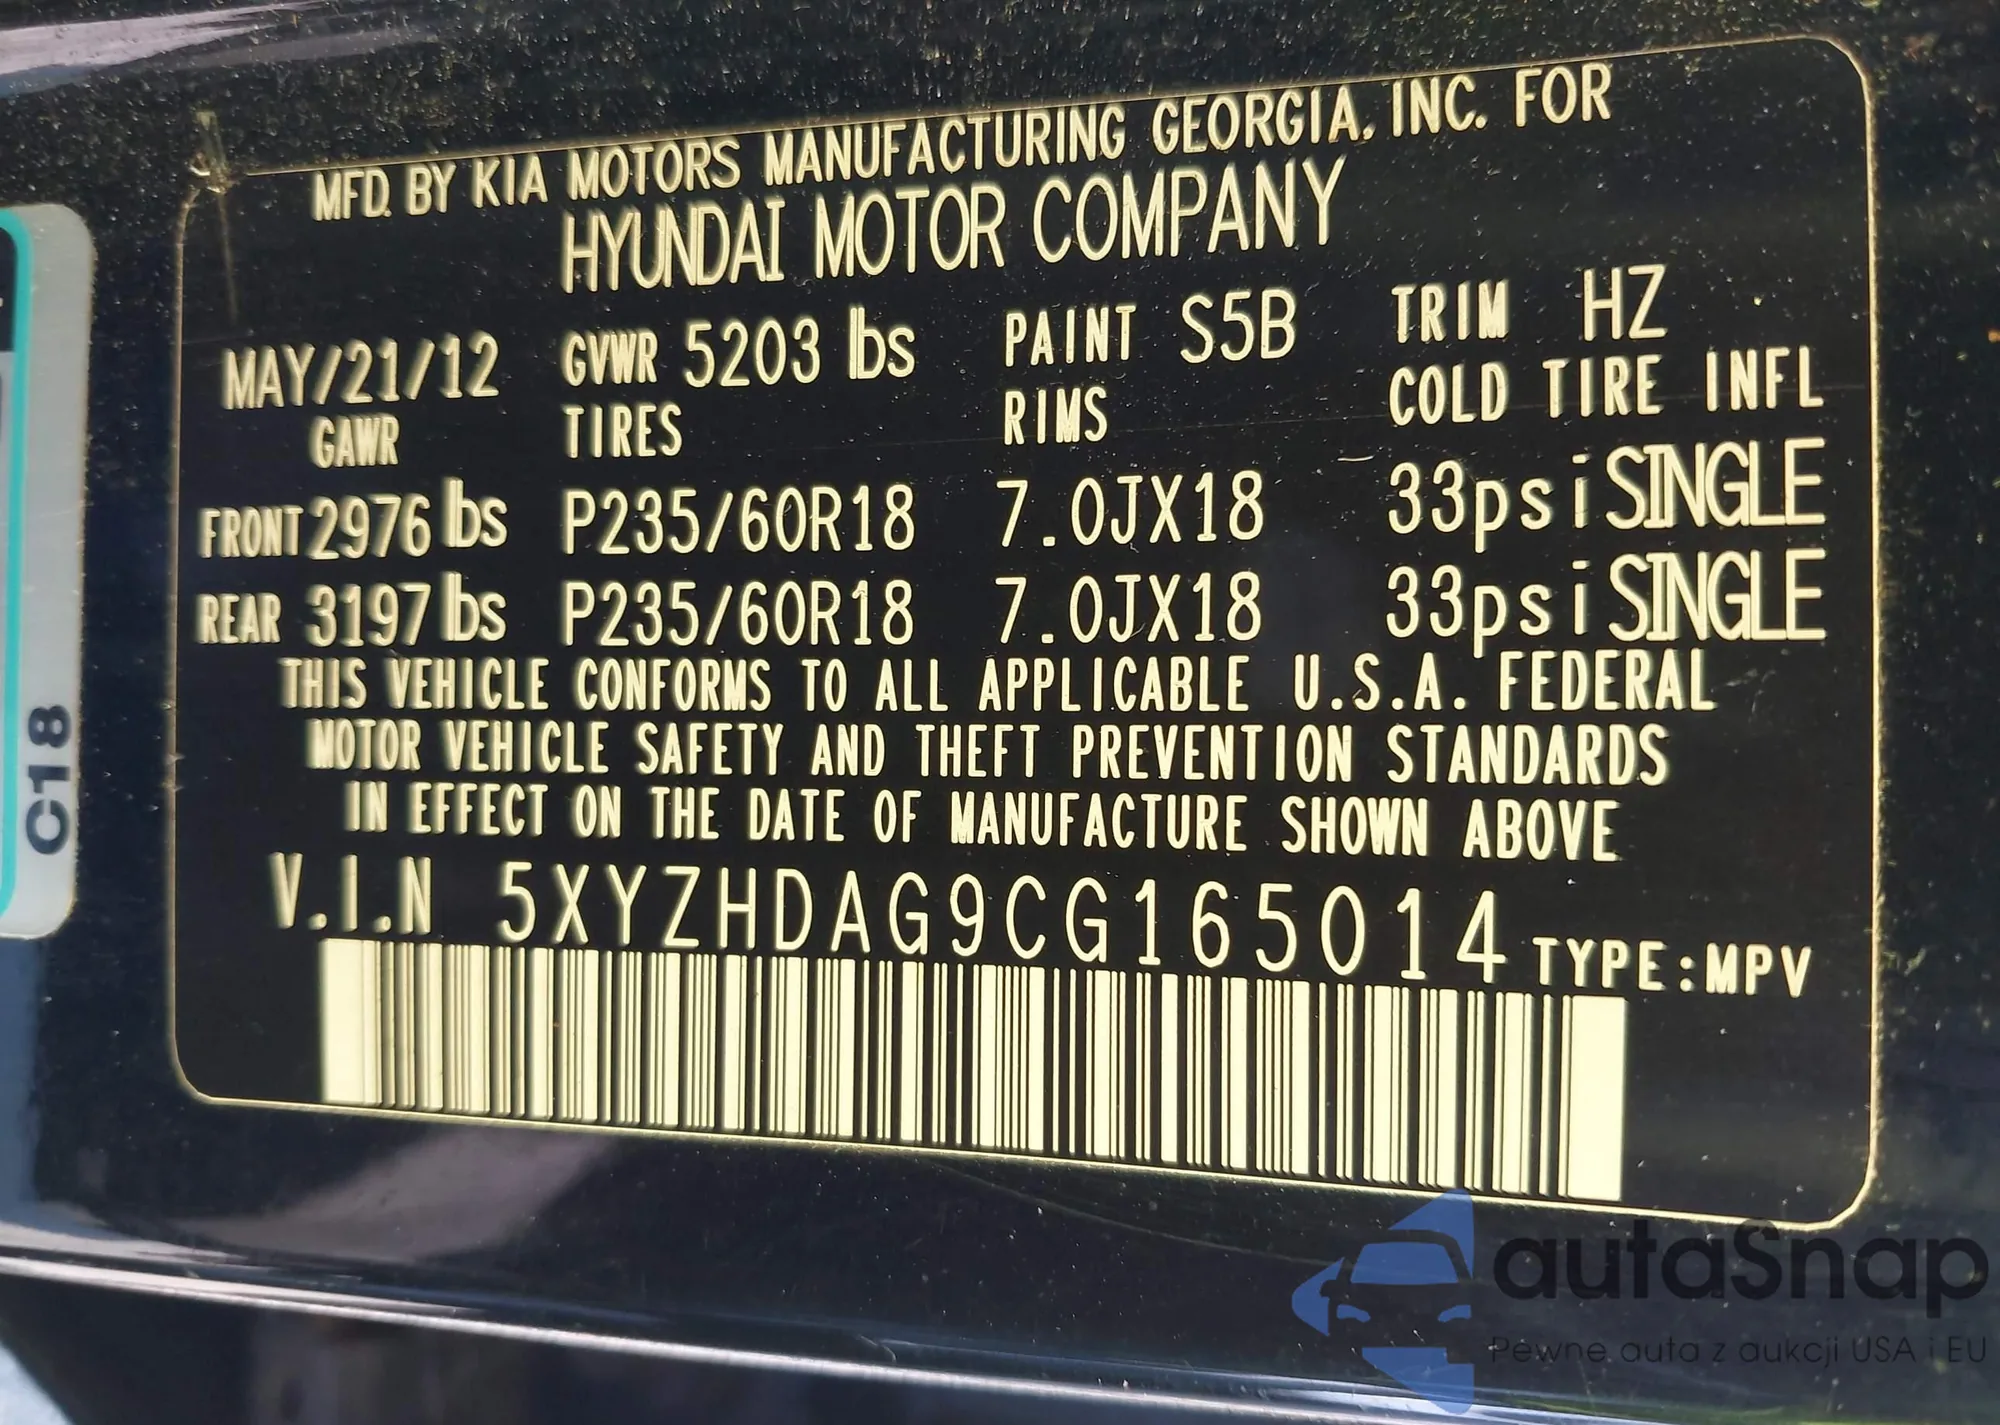 MFD. BY KIA MOTORS MANUFACTURING GEORGIA, INC. FOR
HYUNDAI MOTOR COMPANY
MAY/21/12 GVWR 5203 lbs PAINT S5B TRIM HZ
GAWR TIRES RIMS COLD TIRE INFL
FRONT 2976 lbs P235/60R18 7.0JX18 33psi SINGLE
REAR 3197 lbs P235/60R18 7.0JX18 33psi SINGLE
THIS VEHICLE CONFORMS TO ALL APPLICABLE U.S.A. FEDERAL
MOTOR VEHICLE SAFETY AND THEFT PREVENTION STANDARDS
IN EFFECT ON THE DATE OF MANUFACTURE SHOWN ABOVE
V.I.N 5XYZHDAG9CG165014 TYPE:MPV
C18
autaSnap
Pewne auta z aukcji USA i EU